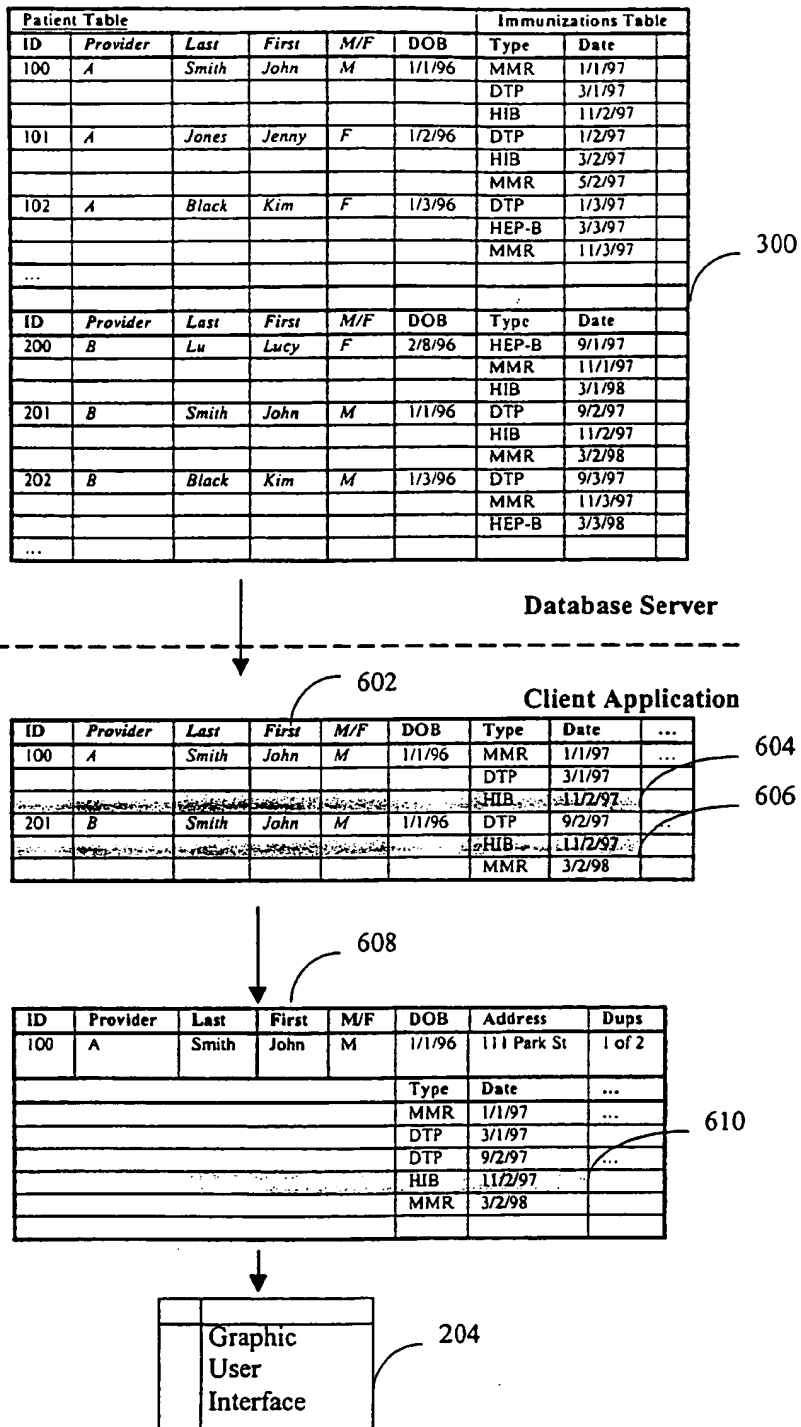 Patient Table Immunizations Table
ID Provider Last First M/F DOB Type Date
100 A Smith John M 1/1/96 MMR 1/1/97
DTP 3/1/97
HIB 11/2/97
101 A Jones Jenny F 1/2/96 DTP 1/2/97
HIB 3/2/97
MMR 5/2/97
102 A Black Kim F 1/3/96 DTP 1/3/97
HEP-B 3/3/97
MMR 11/3/97
300
...
ID Provider Last First M/F DOB Type Date
200 B Lu Lucy F 2/8/96 HEP-B 9/1/97
MMR 11/1/97
HIB 3/1/98
201 B Smith John M 1/1/96 DTP 9/2/97
HIB 11/2/97
MMR 3/2/98
202 B Black Kim M 1/3/96 DTP 9/3/97
MMR 11/3/97
HEP-B 3/3/98
...
Database Server
602
Client Application
ID Provider Last First M/F DOB Type Date ...
100 A Smith John M 1/1/96 MMR 1/1/97 ...
604
DTP 3/1/97
HIB 11/2/97
606
201 B Smith John M 1/1/96 DTP 9/2/97 ...
HIB 11/2/97
MMR 3/2/98
608
ID Provider Last First M/F DOB Address Dups
100 A Smith John M 1/1/96 111 Park St 1 of 2
Type Date ...
MMR 1/1/97 ...
610
DTP 3/1/97
DTP 9/2/97 ...
HIB 11/2/97
MMR 3/2/98
Graphic
204
User
Interface